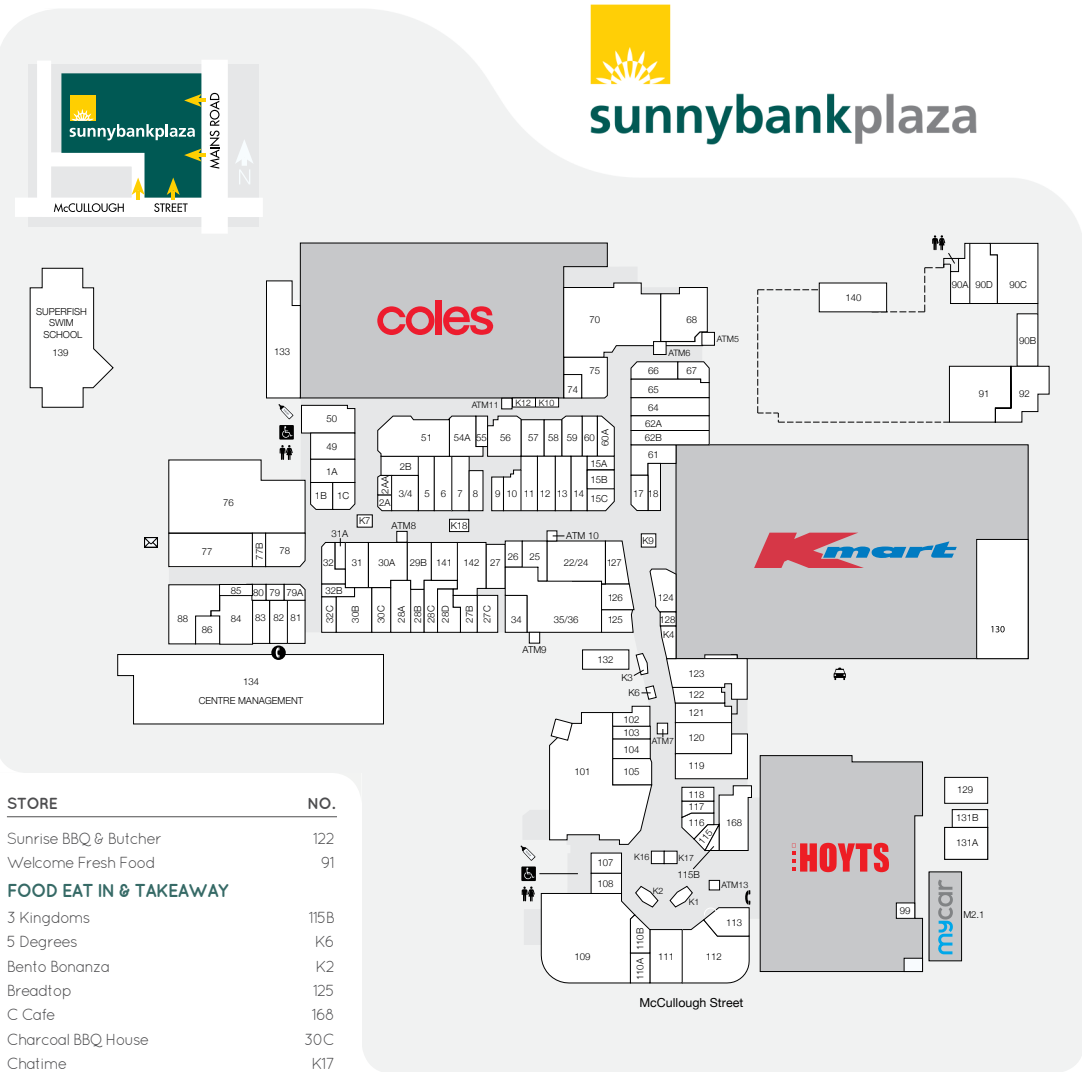 sunnybankplaza
sunnybankplaza
MAINS ROAD
N
McCULLOUGH STREET
SUPERFISH
SWIM
SCHOOL
139
133
coles
70
68
ATM5
ATM6
75
74
ATM11
K12
K10
66
67
65
64
62A
62B
61
17
18
140
90A
90D
90C
90B
91
92
50
49
1A
1B
1C
51
54A
55
56
57
58
59
60
60A
2B
2AA
2A
3/4
5
6
7
8
9
10
11
12
13
14
15A
15B
15C
76
77
77B
78
K7
ATM8
K18
ATM 10
K9
31A
32
31
30A
29B
141
142
27
26
25
22/24
127
32B
32C
30B
30C
28A
28B
28C
28D
27B
27C
34
35/36
126
125
ATM9
124
128
K4
kmart
130
85
80
79
79A
88
86
84
83
82
81
134
CENTRE MANAGEMENT
132
K3
K6
123
122
121
120
119
ATM7
102
103
104
105
101
118
117
116
115
168
115B
K16
K17
107
108
K2
K1
ATM13
113
109
110B
110A
111
112
HOYTS
99
129
131B
131A
mycar
M2.1
McCullough Street
STORE NO.
Sunrise BBQ & Butcher 122
Welcome Fresh Food 91
FOOD EAT IN & TAKEAWAY
3 Kingdoms 115B
5 Degrees K6
Bento Bonanza K2
Breadtop 125
C Cafe 168
Charcoal BBQ House 30C
Chatime K17